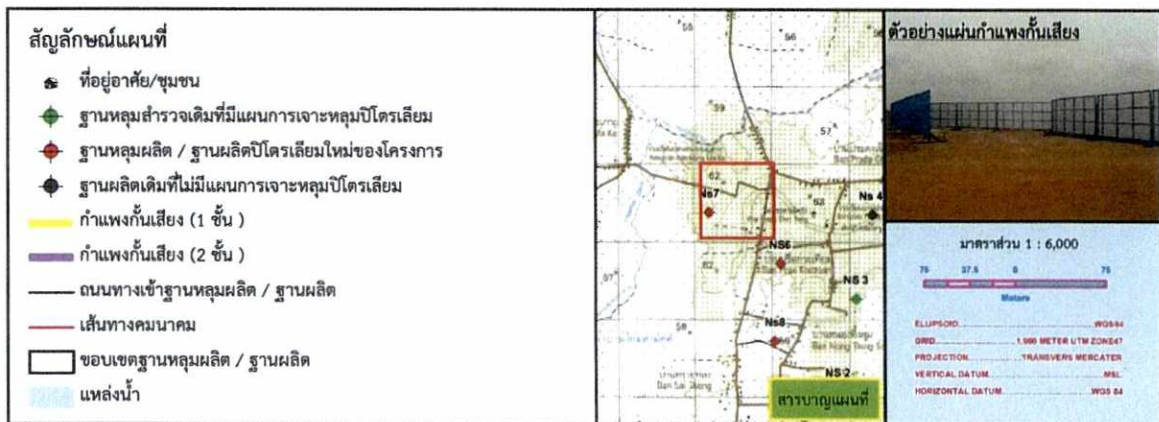 สัญลักษณ์แผนที่
ที่อยู่อาศัย/ชุมชน
ฐานหลุมสำรวจเดิมที่มีแผนการเจาะหลุมปิโตรเลียม
ฐานหลุมผลิต / ฐานผลิตปิโตรเลียมใหม่ของโครงการ
ฐานผลิตเดิมที่ไม่มีแผนการเจาะหลุมปิโตรเลียม
กำแพงกั้นเสียง (1 ชั้น )
กำแพงกั้นเสียง (2 ชั้น )
ถนนทางเข้าฐานหลุมผลิต / ฐานผลิต
เส้นทางคมนาคม
ขอบเขตฐานหลุมผลิต / ฐานผลิต
แหล่งน้ำ
55
56
59
57
62
Ns7
53
Ns 4
NS6
62
57
NS 3
58
Ns8
Ban Sai Thong
NS 2
สารบาญแผนที่
ตัวอย่างแผ่นกำแพงกั้นเสียง
มาตราส่วน 1 : 6,000
75 37.5 0 75
Meters
ELLIPSOID WGS 84
GRID 1,000 METER UTM ZONE47
PROJECTION TRANSVERS MERCATER
VERTICAL DATUM MSL
HORIZONTAL DATUM WGS 84